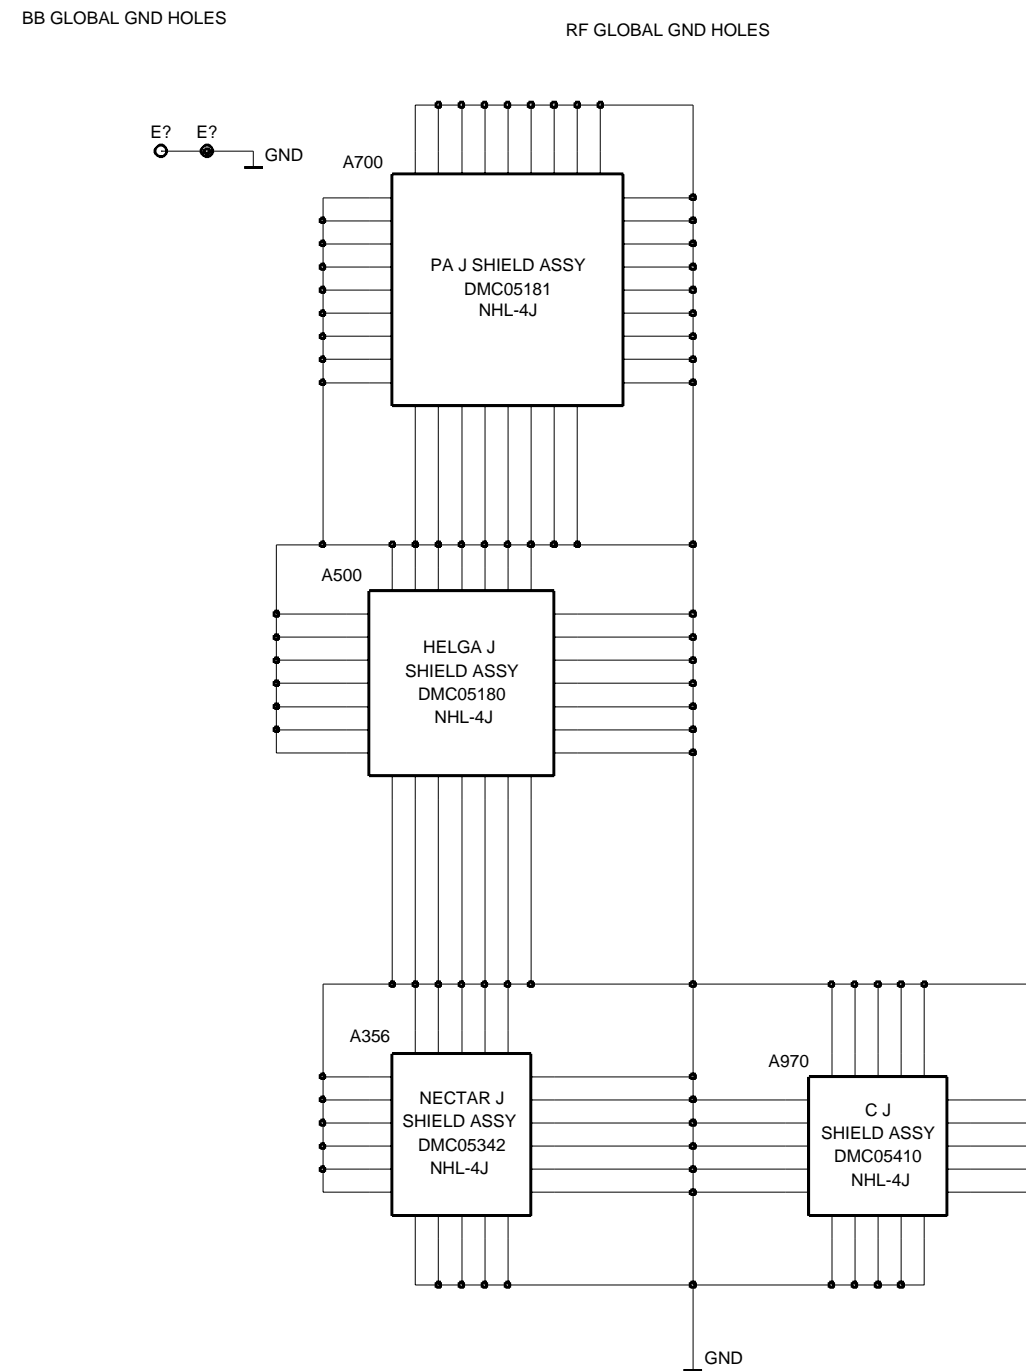 BB GLOBAL GND HOLES
RF GLOBAL GND HOLES
E? E?
GND
A700
PA J SHIELD ASSY
DMC05181
NHL-4J
A500
HELGA J
SHIELD ASSY
DMC05180
NHL-4J
A356
NECTAR J
SHIELD ASSY
DMC05342
NHL-4J
A970
C J
SHIELD ASSY
DMC05410
NHL-4J
GND